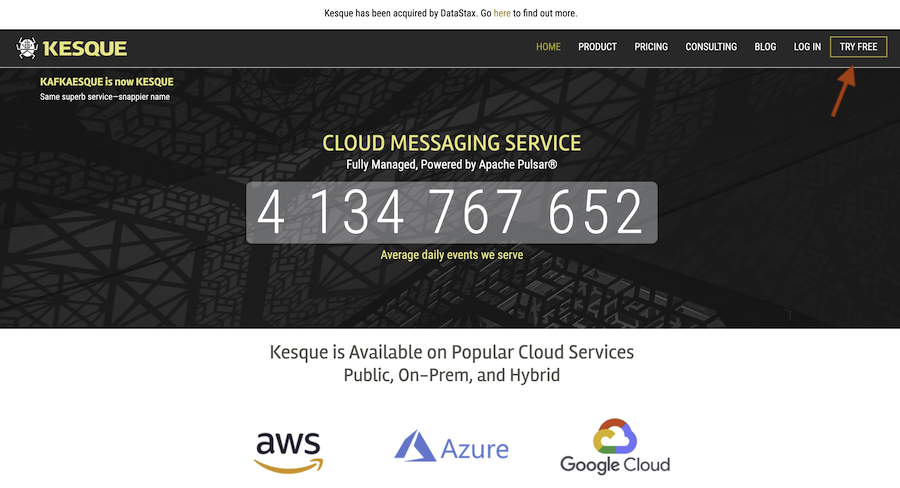 Kesque has been acquired by DataStax. Go here to find out more.
KESQUE
HOME PRODUCT PRICING CONSULTING BLOG LOG IN TRY FREE
KAFKAESQUE is now KESQUE
Same superb service—snappier name
CLOUD MESSAGING SERVICE
Fully Managed, Powered by Apache Pulsar®
4 134 767 652
Average daily events we serve
Kesque is Available on Popular Cloud Services
Public, On-Prem, and Hybrid
aws Azure Google Cloud